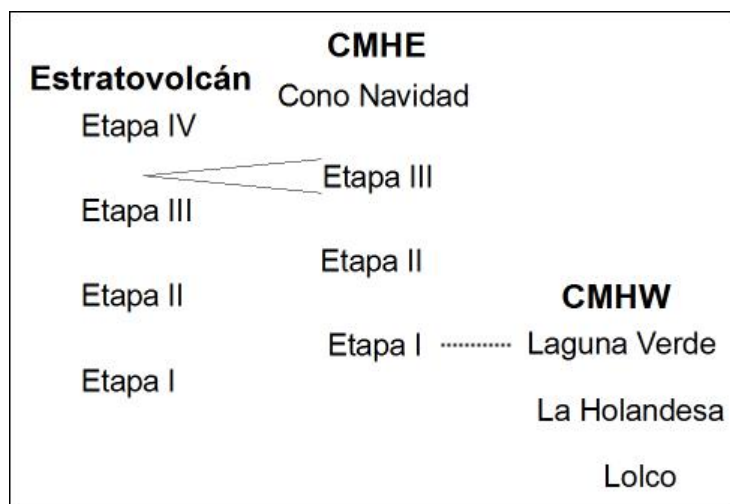 CMHE
Estratovolcán
Cono Navidad
Etapa IV
Etapa III
Etapa III
Etapa II
Etapa II
CMHW
Etapa I
Laguna Verde
Etapa I
La Holandesa
Lolco